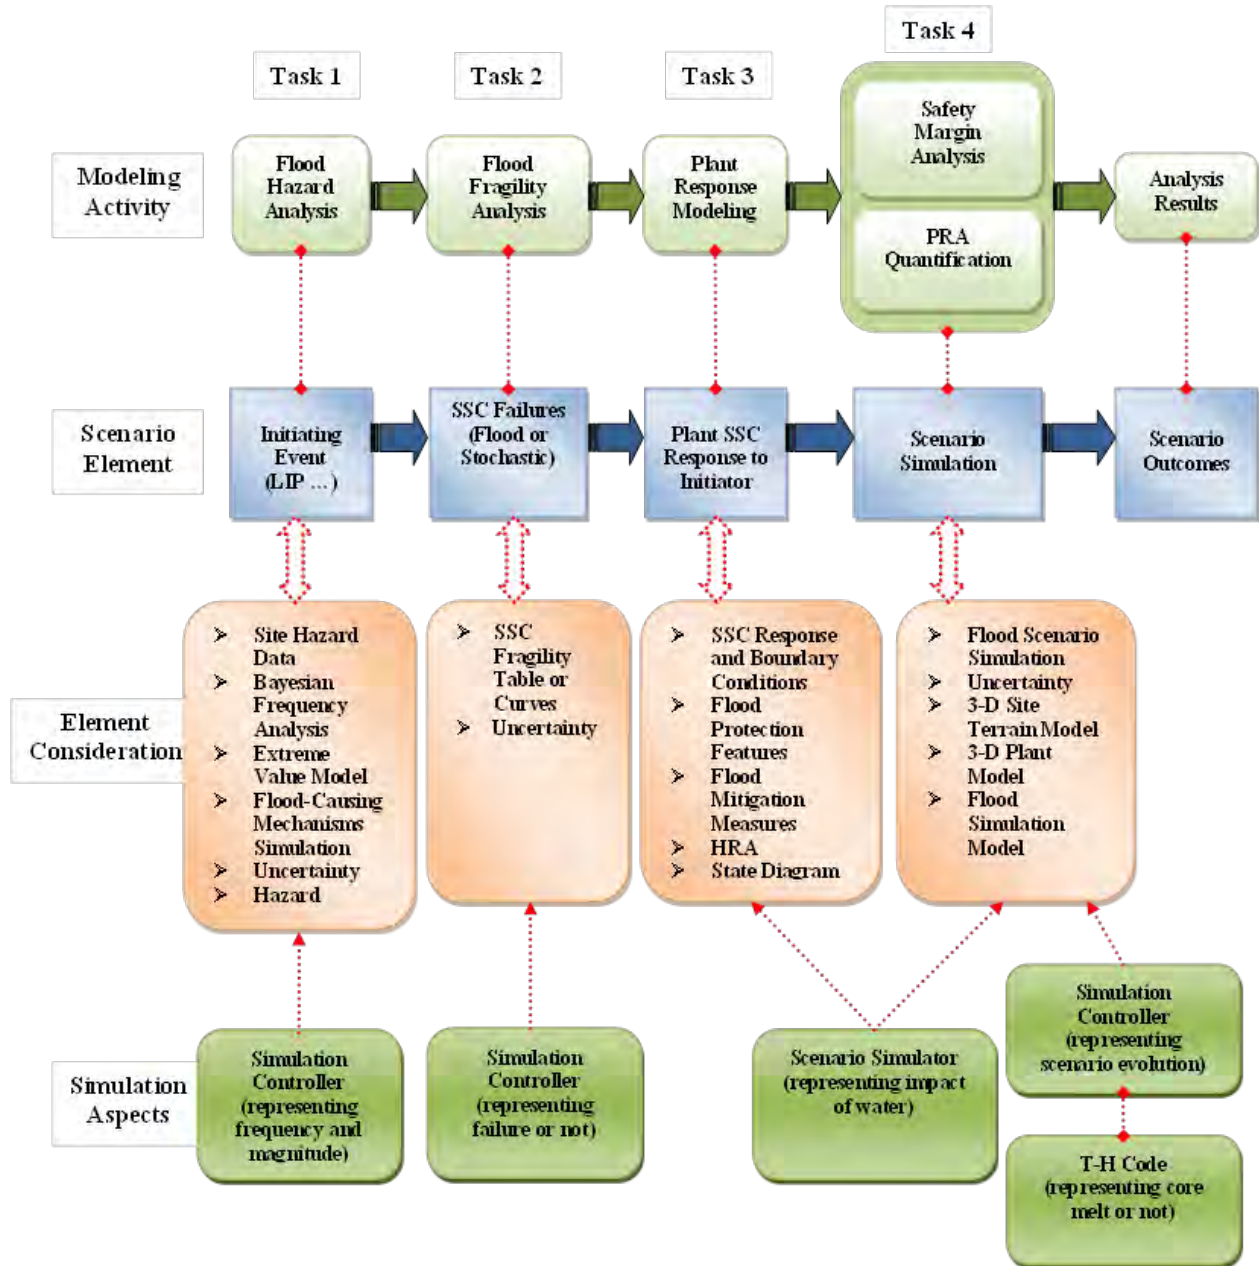 Task 1
Task 2
Task 3
Task 4
Modeling
Activity
Flood
Hazard
Analysis
Flood
Fragility
Analysis
Plant
Response
Modeling
Safety
Margin
Analysis
PRA
Quantification
Analysis
Results
Scenario
Element
Initiating
Event
(LIP ...)
SSC Failures
(Flood or
Stochastic)
Plant SSC
Response to
Initiator
Scenario
Simulation
Scenario
Outcomes
Element
Consideration
➢ Site Hazard
Data
➢ Bayesian
Frequency
Analysis
➢ Extreme
Value Model
➢ Flood-Causing
Mechanisms
Simulation
➢ Uncertainty
➢ Hazard
➢ SSC
Fragility
Table or
Curves
➢ Uncertainty
➢ SSC Response
and Boundary
Conditions
➢ Flood
Protection
Features
➢ Flood
Mitigation
Measures
➢ HRA
➢ State Diagram
➢ Flood Scenario
Simulation
➢ Uncertainty
➢ 3-D Site
Terrain Model
➢ 3-D Plant
Model
➢ Flood
Simulation
Model
Simulation
Aspects
Simulation
Controller
(representing
frequency and
magnitude)
Simulation
Controller
(representing
failure or not)
Scenario Simulator
(representing impact
of water)
Simulation
Controller
(representing
scenario evolution)
T-H Code
(representing core
melt or not)